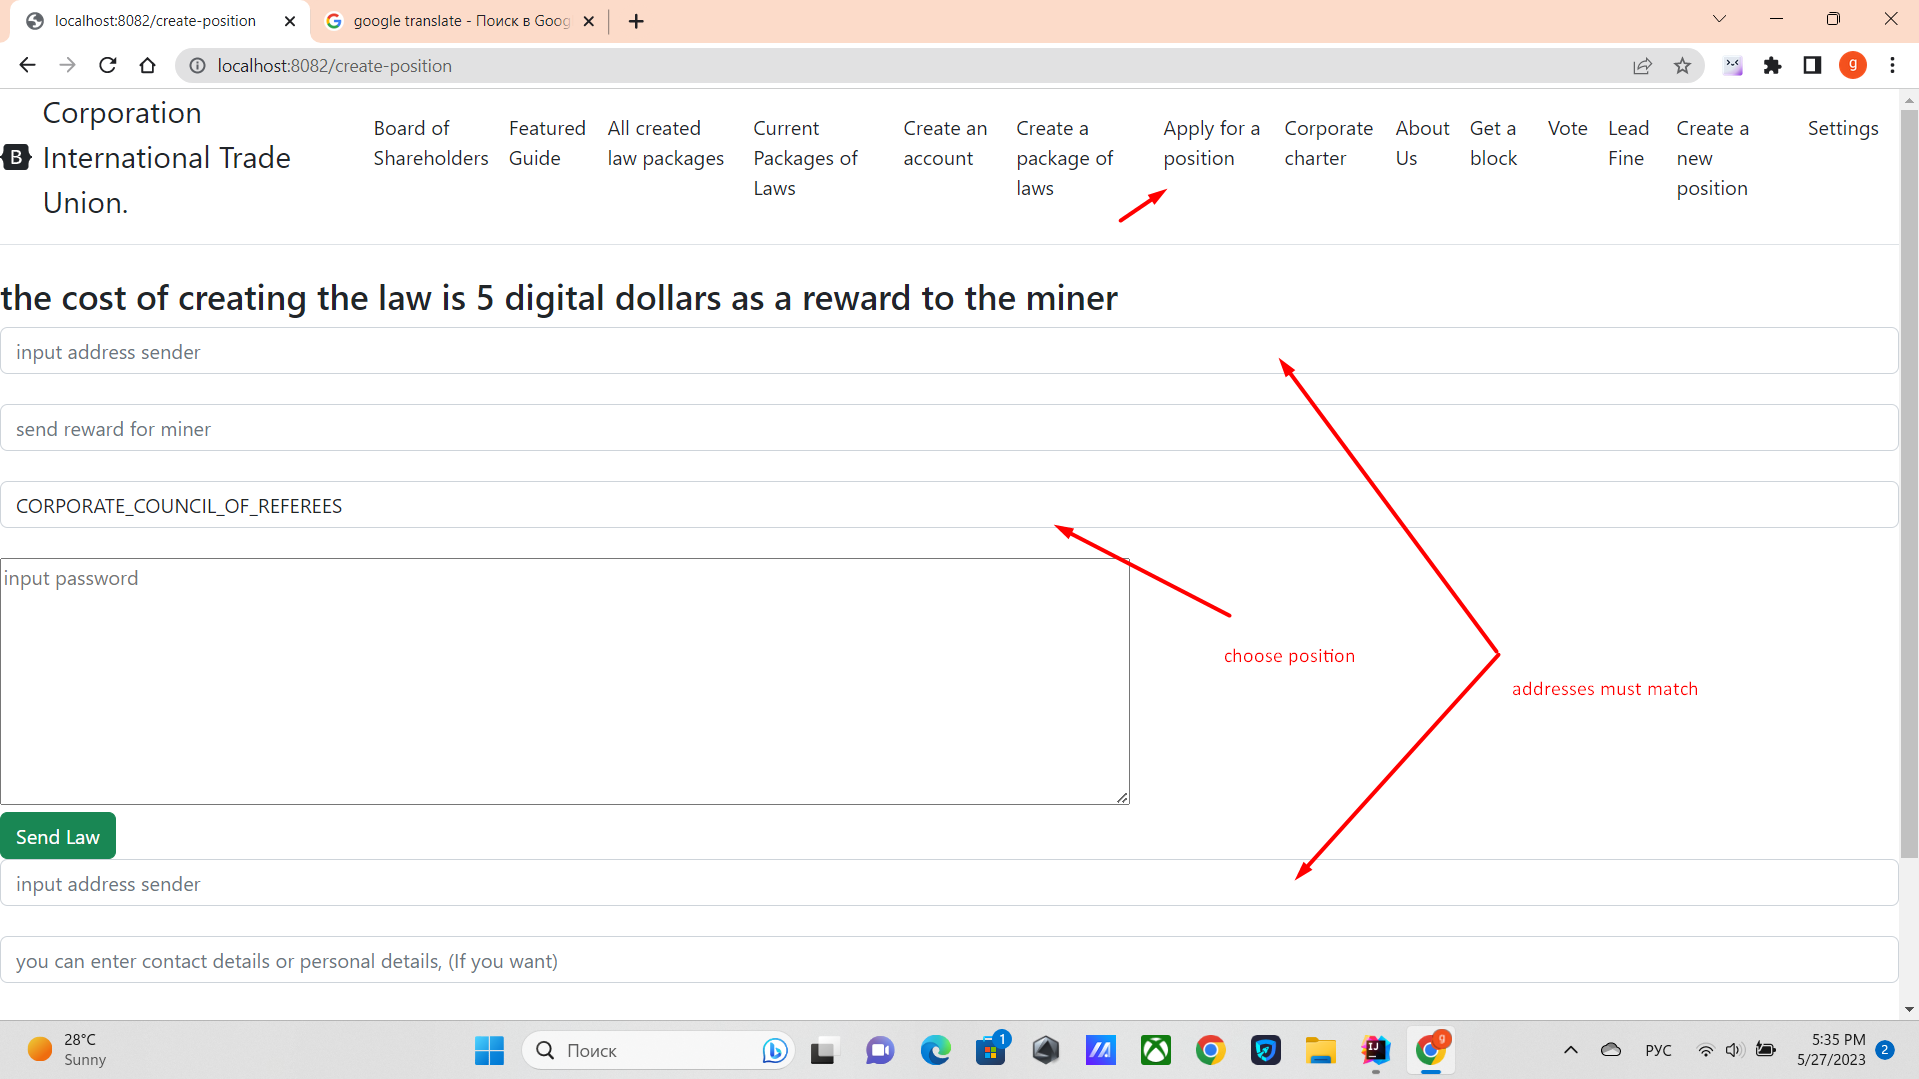 localhost:8082/create-position
google translate - Поиск в Goog
localhost:8082/create-position
g
B
Corporation
International Trade
Union.
Board of
Shareholders
Featured
Guide
All created
law packages
Current
Packages of
Laws
Create an
account
Create a
package of
laws
Apply for a
position
Corporate
charter
About
Us
Get a
block
Vote
Lead
Fine
Create a
new
position
Settings
the cost of creating the law is 5 digital dollars as a reward to the miner
input address sender
send reward for miner
CORPORATE_COUNCIL_OF_REFEREES
input password
choose position
addresses must match
Send Law
input address sender
you can enter contact details or personal details, (If you want)
28°C
Sunny
Поиск
1
IJ
g
РУС
5:35 PM
5/27/2023
2